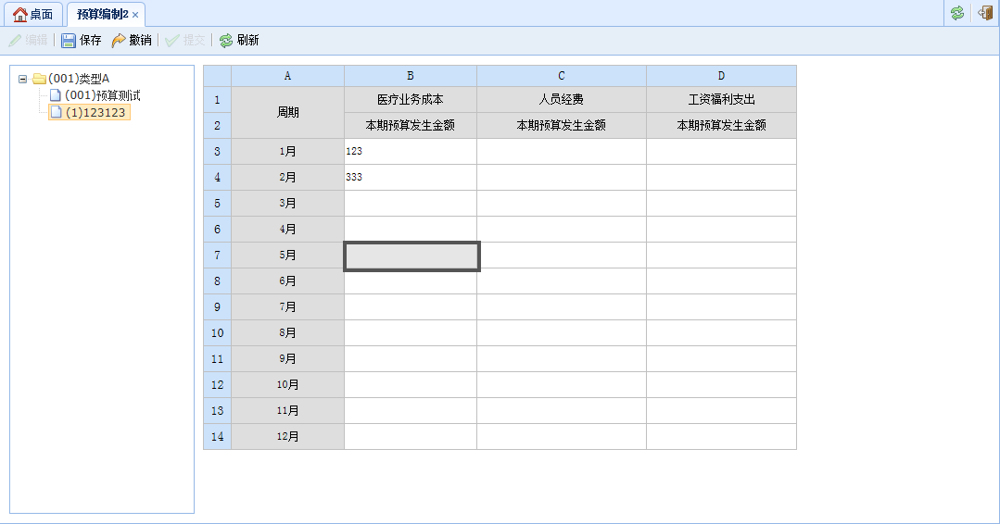 桌面 预算编制2 ×
编辑 保存 撤销 提交 刷新
(001)类型A
(001)预算测试
(1)123123
A B C D
1 周期 医疗业务成本 人员经费 工资福利支出
2 本期预算发生金额 本期预算发生金额 本期预算发生金额
3 1月 123
4 2月 333
5 3月
6 4月
7 5月
8 6月
9 7月
10 8月
11 9月
12 10月
13 11月
14 12月